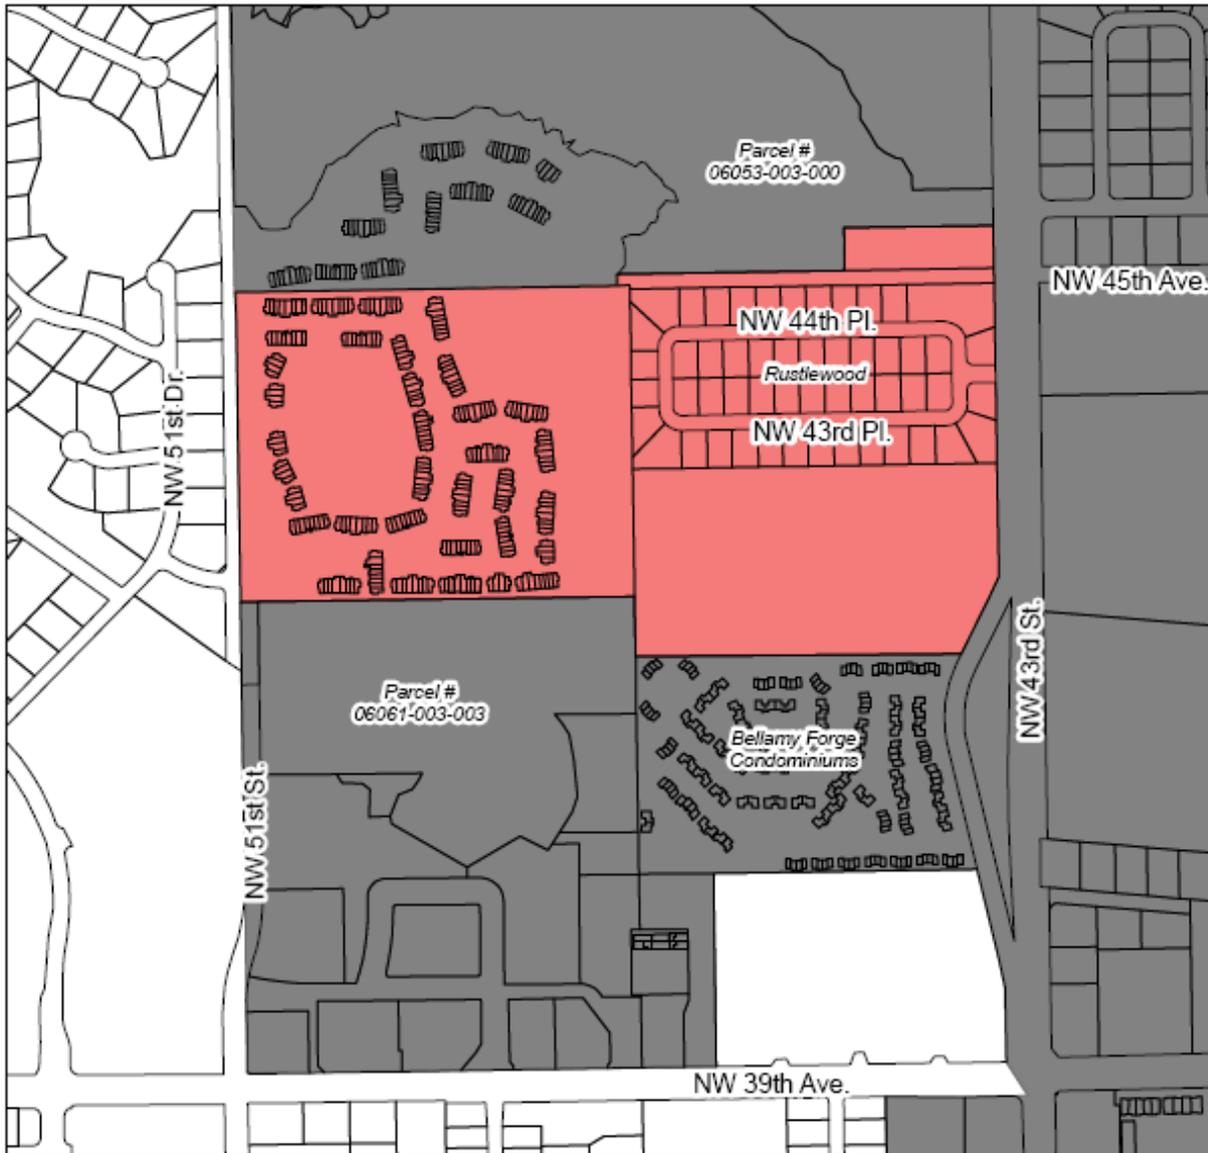 Parcel #
06053-003-000
NW 45th Ave.
NW 44th Pl.
Rustlewood
NW 43rd Pl.
NW 51st Dr.
NW 43rd St.
Parcel #
06061-003-003
Bellamy Forge
Condominiums
NW 51st St.
NW 39th Ave.